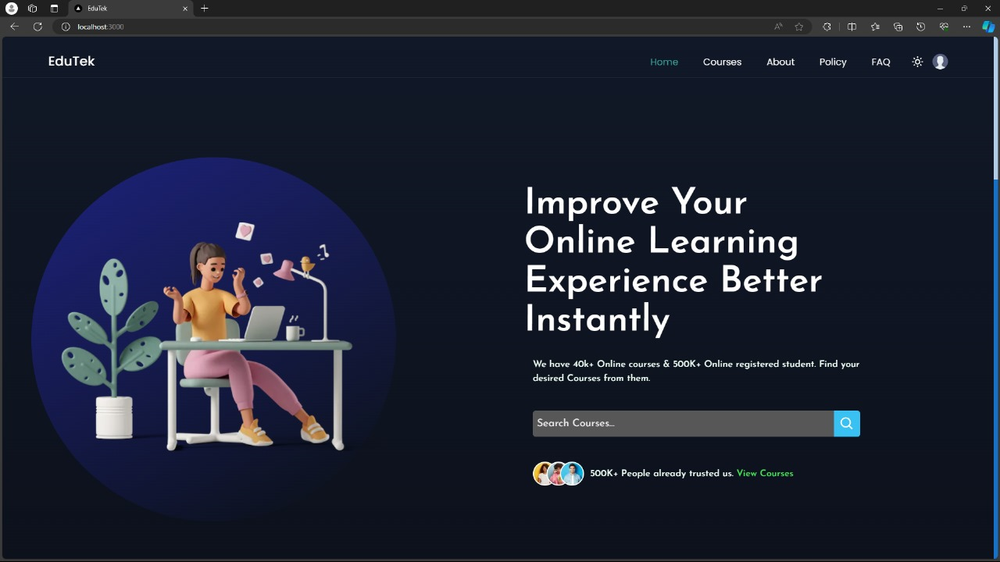 EduTek
localhost:3000
EduTek
Home Courses About Policy FAQ
Improve Your
Online Learning
Experience Better
Instantly
We have 40k+ Online courses & 500K+ Online registered student. Find your
desired Courses from them.
Search Courses...
500K+ People already trusted us. View Courses